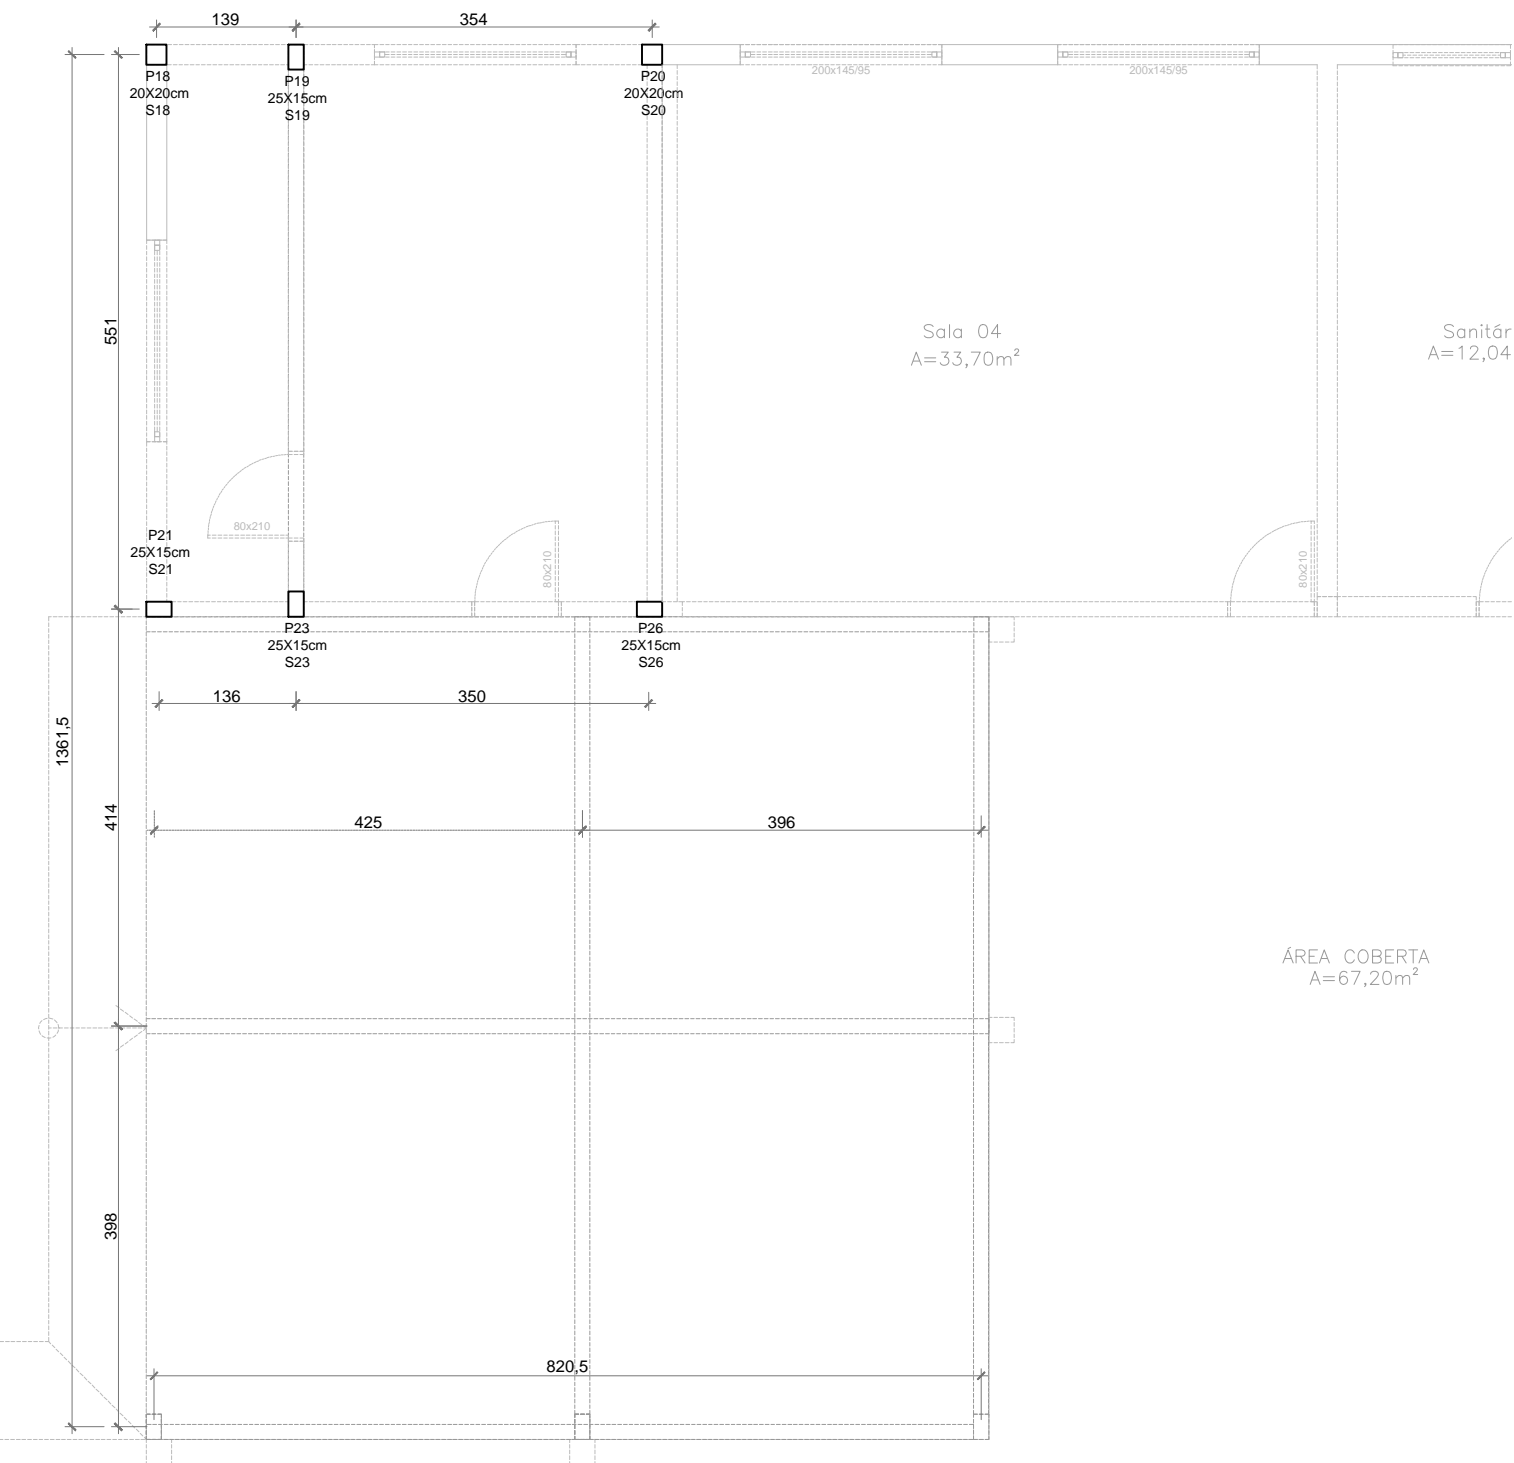 139
354
P18
20X20cm
S18
P19
25X15cm
S19
P20
20X20cm
S20
200x145/95
200x145/95
551
Sala 04
A=33,70m²
Sanitár
A=12,04
80x210
80x210
80x210
P21
25X15cm
S21
P23
25X15cm
S23
P26
25X15cm
S26
136
350
1361,5
414
425
396
ÁREA COBERTA
A=67,20m²
398
820,5